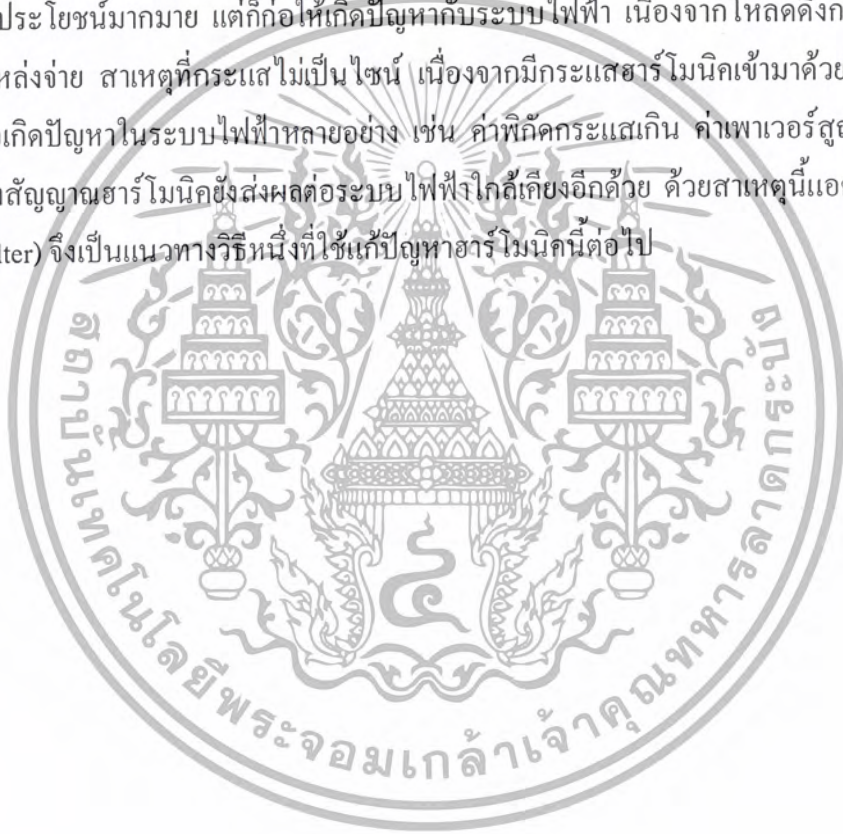 ประโยชน์มากมาย แต่ก็ก่อให้เกิดปัญหากับระบบไฟฟ้า เนื่องจากโหลดดังก
หล่งจ่าย สาเหตุที่กระแสไม่เป็นไซน์ เนื่องจากมีกระแสฮาร์โมนิคเข้ามาด้วย
เกิดปัญหาในระบบไฟฟ้าหลายอย่าง เช่น ค่าพิกัดกระแสเกิน ค่าเพาเวอร์สูญ
สัญญาณฮาร์โมนิคยังส่งผลต่อระบบไฟฟ้าใกล้เคียงอีกด้วย ด้วยสาเหตุนี้แอค
lter) จึงเป็นแนวทางวิธีหนึ่งที่ใช้แก้ปัญหาฮาร์โมนิคนี้ต่อไป
สถาบันเทคโนโลยีพระจอมเกล้าเจ้าคุณทหารลาดกระบัง
๔